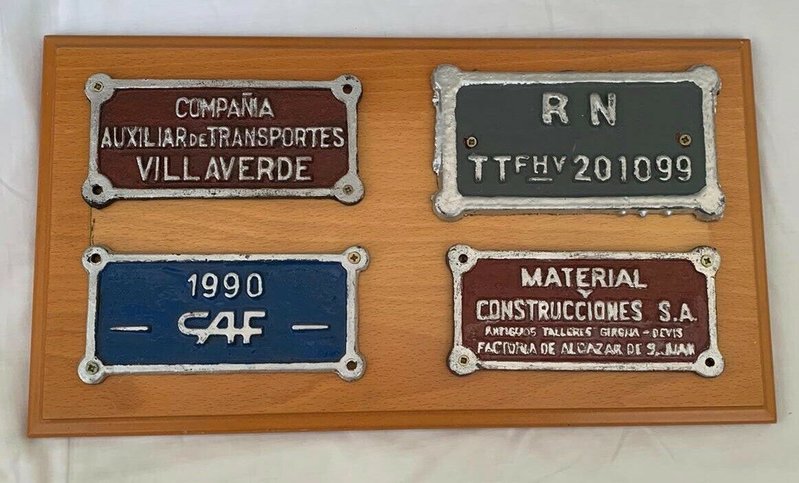 COMPAÑIA
AUXILIAR DE TRANSPORTES
VILLAVERDE
R N
TTFHV 201099
1990
CAF
MATERIAL
Y
CONSTRUCCIONES S.A.
ANTIGUOS TALLERES GIRONA - DEVIS
FACTORIA DE ALCAZAR DE S. JUAN